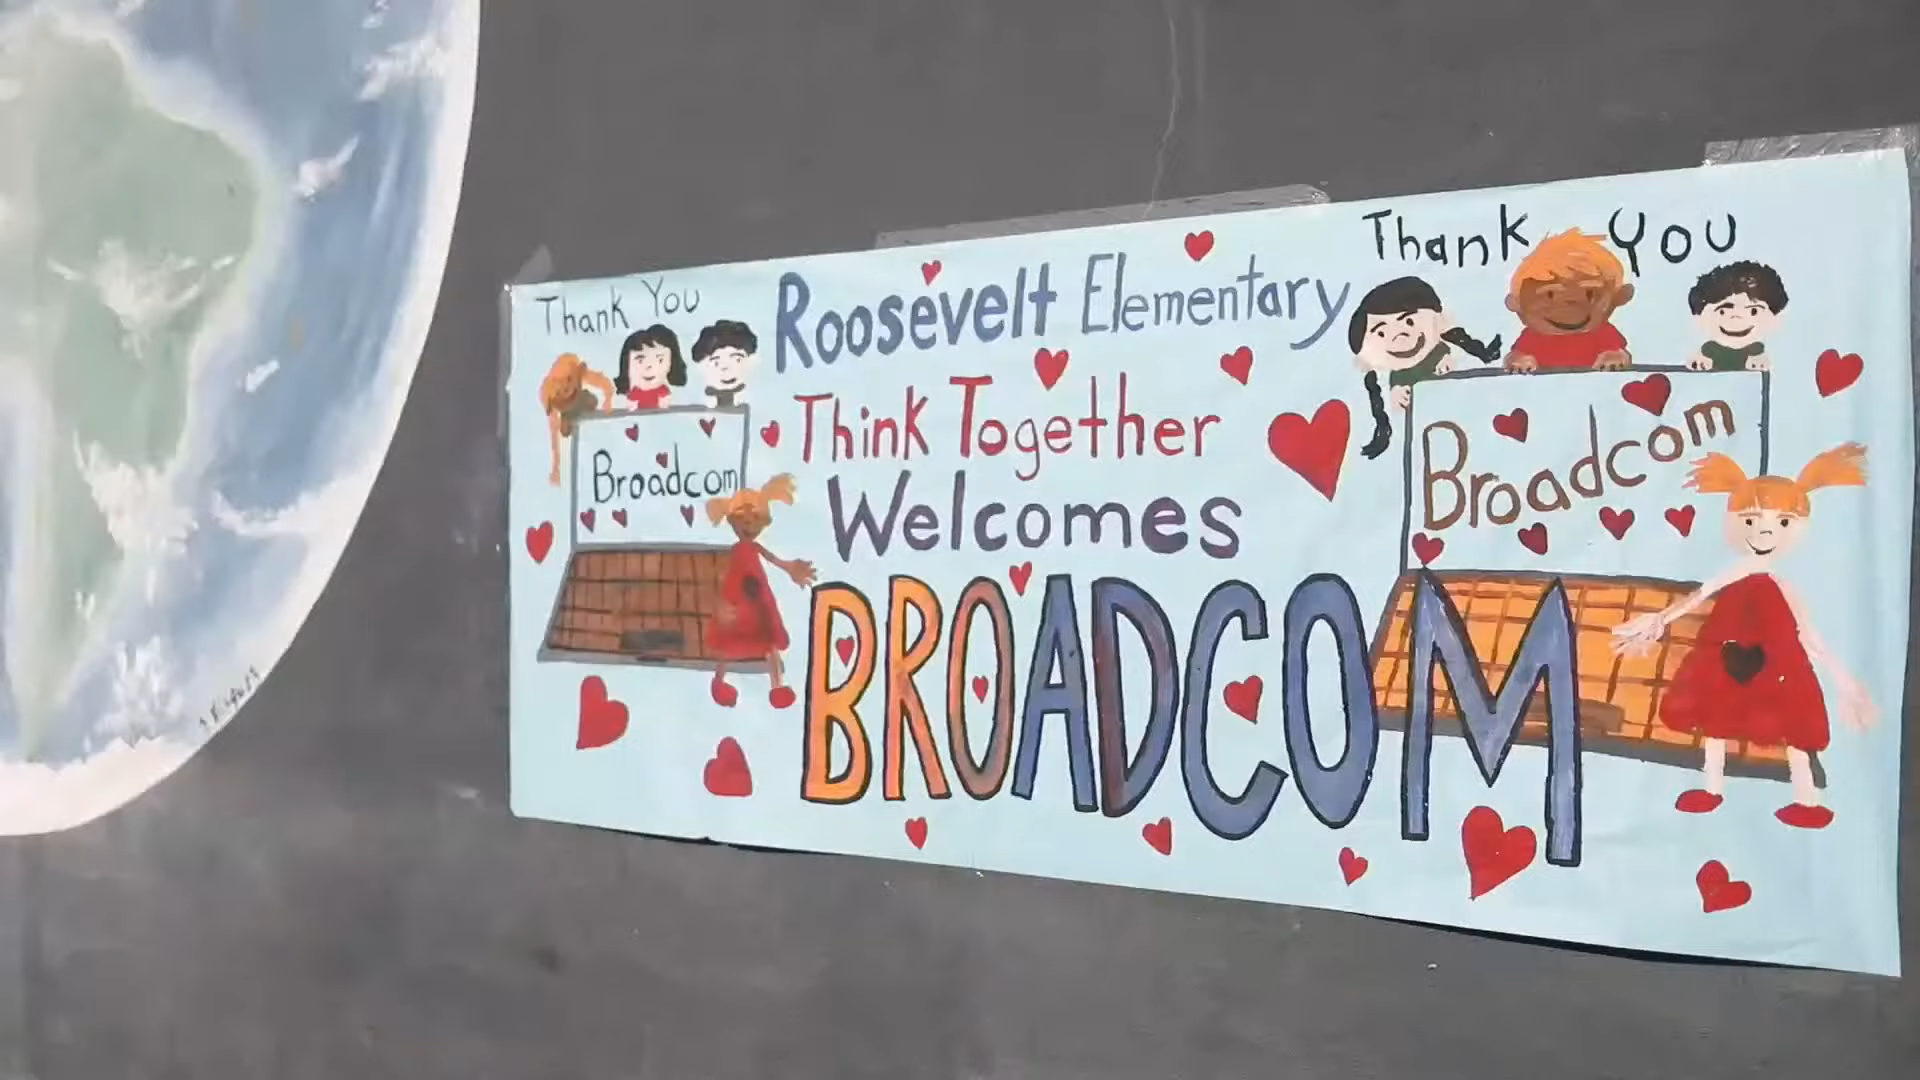 Thank You
Roosevelt Elementary
Thank You
Think Together
Welcomes
BROADCOM
Broadcom
Broadcom